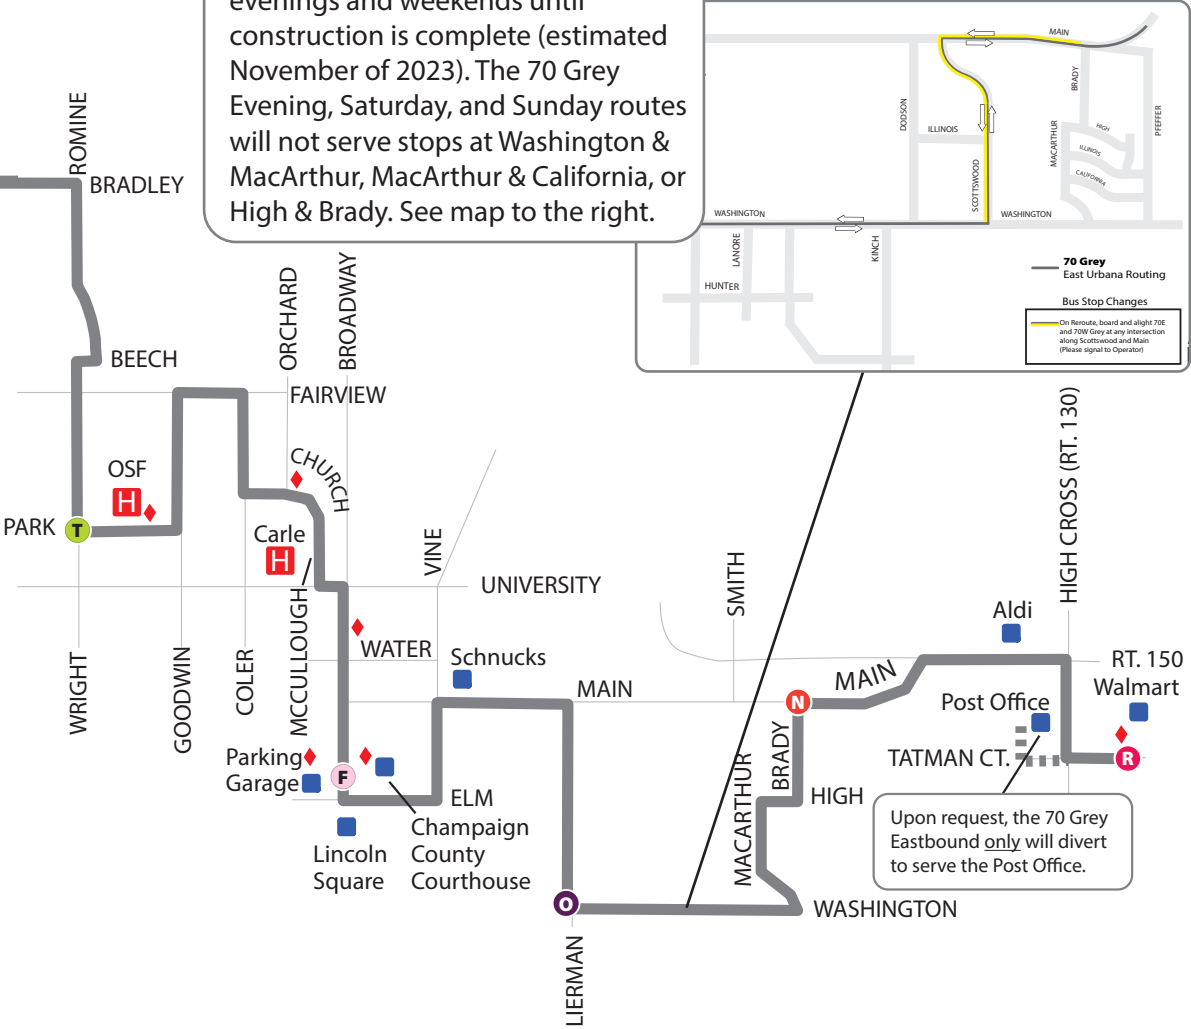 evenings and weekends until
construction is complete (estimated
November of 2023). The 70 Grey
Evening, Saturday, and Sunday routes
will not serve stops at Washington &
MacArthur, MacArthur & California, or
High & Brady. See map to the right.
MAIN
BRADY
DODSON
PFEFFER
HIGH
ILLINOIS
MACARTHUR
ILLINOIS
CALIFORNIA
SCOTTSWOOD
WASHINGTON
WASHINGTON
LANORE
KINCH
HUNTER
70 Grey
East Urbana Routing
Bus Stop Changes
On Reroute, board and alight 70E
and 70W Grey at any intersection
along Scottswood and Main
(Please signal to Operator)
ROMINE
BRADLEY
ORCHARD
BROADWAY
BEECH
FAIRVIEW
HIGH CROSS (RT. 130)
OSF
H
CHURCH
PARK
T
Carle
H
VINE
UNIVERSITY
SMITH
MCCULLOUGH
WATER
Aldi
WRIGHT
GOODWIN
COLER
Schnucks
MAIN
MAIN
RT. 150
Walmart
N
Post Office
BRADY
TATMAN CT.
R
Parking
Garage
F
ELM
MACARTHUR
HIGH
Champaign
County
Courthouse
Lincoln
Square
Upon request, the 70 Grey
Eastbound only will divert
to serve the Post Office.
O
WASHINGTON
LIERMAN